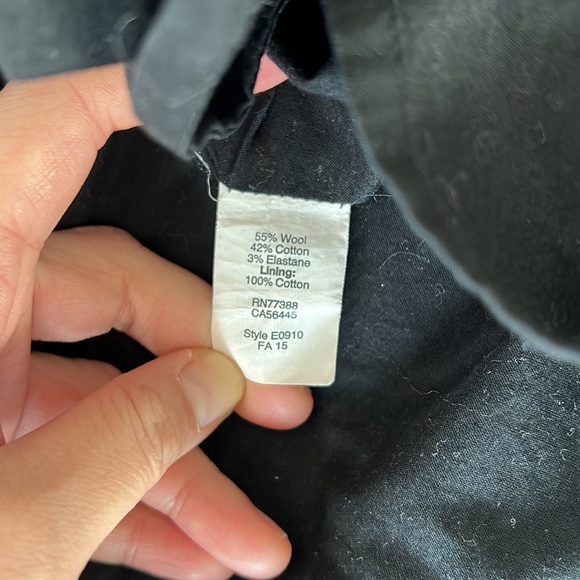 55% Wool
42% Cotton
3% Elastane
Lining:
100% Cotton
RN77388
CA56445
Style E0910
FA 15